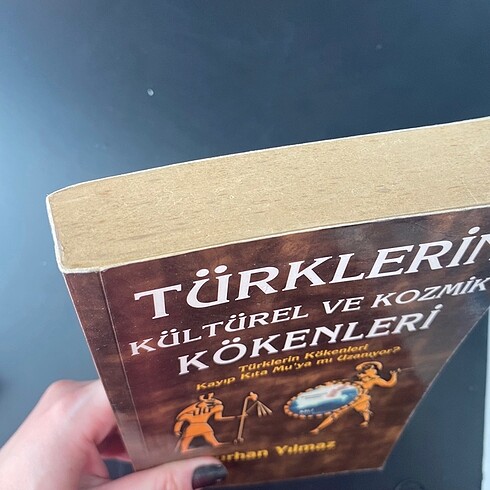 TÜRKLERİN
KÜLTÜREL VE KOZMİK
KÖKENLERİ
Türklerin Kökenleri
Kayıp Kıta Mu'ya mı Uzanıyor?
Yılmaz